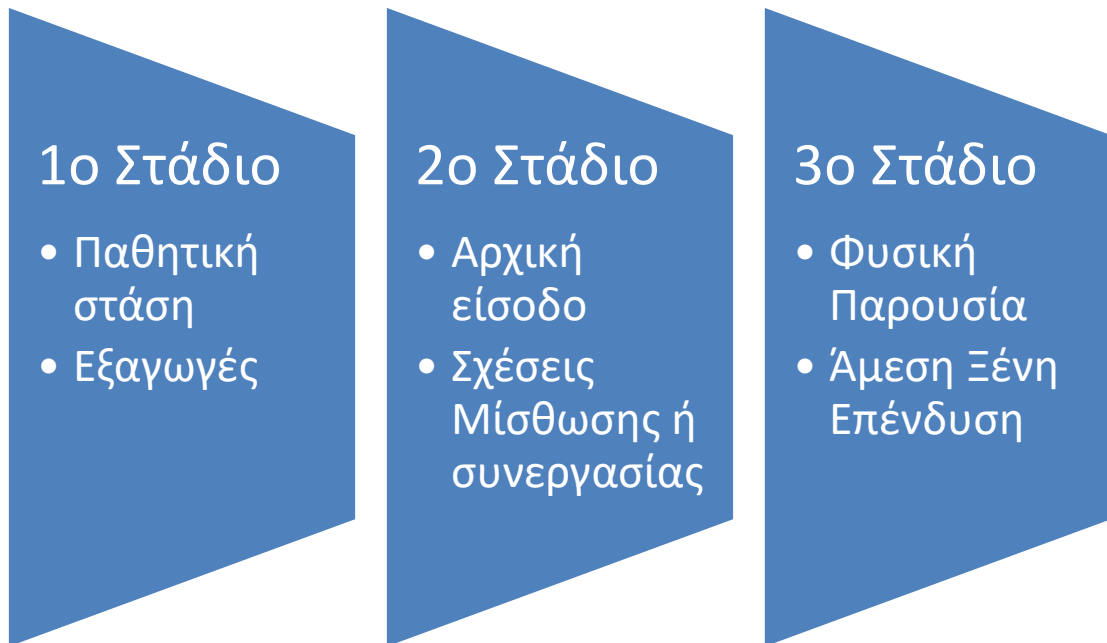 1ο Στάδιο
• Παθητική
στάση
• Εξαγωγές
2ο Στάδιο
• Αρχική
είσοδο
• Σχέσεις
Μίσθωσης ή
συνεργασίας
3ο Στάδιο
• Φυσική
Παρουσία
• Άμεση Ξένη
Επένδυση